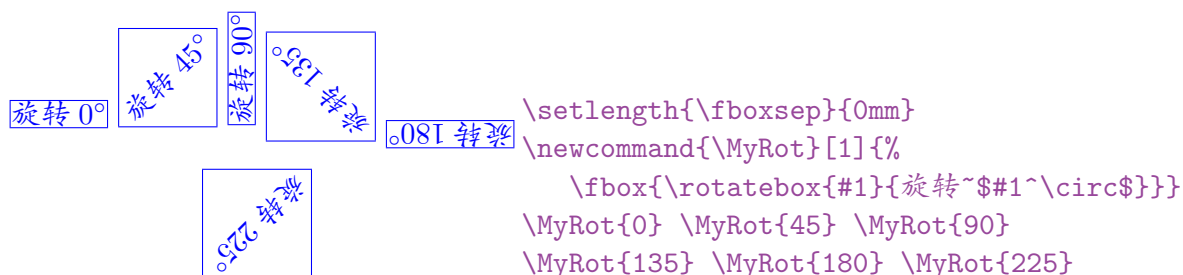 旋转 0° 旋转 45° 旋转 90° 旋转 135° 旋转 180°
旋转 225°
\setlength{\fboxsep}{0mm}
\newcommand{\MyRot}[1]{%
\fbox{\rotatebox{#1}{旋转~$#1^\circ$}}}
\MyRot{0} \MyRot{45} \MyRot{90}
\MyRot{135} \MyRot{180} \MyRot{225}